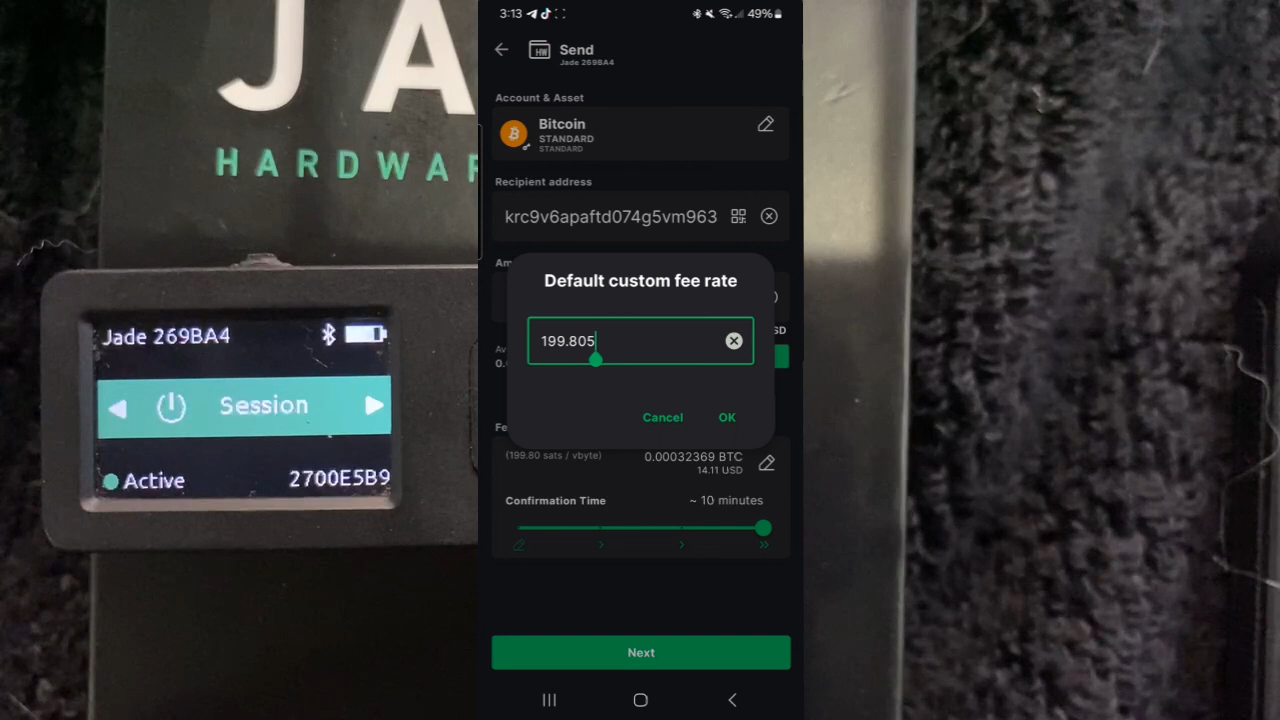 JA
HARDWA
Jade 269BA4
Session
Active 2700E5B9
3:13 49%
Send
Jade 269BA4
Account & Asset
Bitcoin
STANDARD
STANDARD
Recipient address
krc9v6apaftd074g5vm963
Default custom fee rate
199.805
Cancel OK
(199.80 sats / vbyte) 0.00032369 BTC
14.11 USD
Confirmation Time ~ 10 minutes
Next